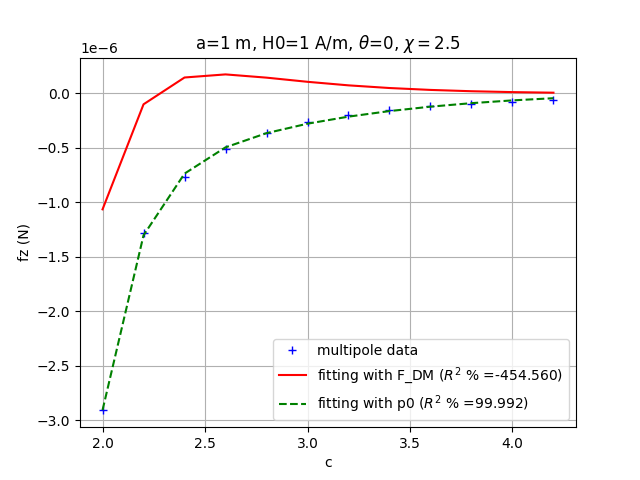 a=1 m, H0=1 A/m, θ=0, χ = 2.5
1e−6
0.0
−0.5
−1.0
−1.5
−2.0
−2.5
−3.0
fz (N)
multipole data
fitting with F_DM (R² % =-454.560)
fitting with p0 (R² % =99.992)
2.0 2.5 3.0 3.5 4.0
c